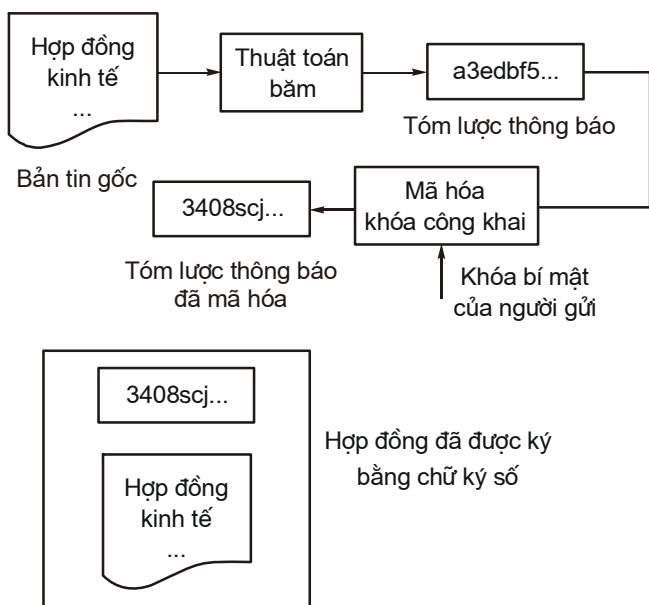 Hợp đồng
kinh tế
...
Thuật toán
băm
a3edbf5...
Tóm lược thông báo
Bản tin gốc
3408scj...
Mã hóa
khóa công khai
Tóm lược thông báo
đã mã hóa
Khóa bí mật
của người gửi
3408scj...
Hợp đồng đã được ký
bằng chữ ký số
Hợp đồng
kinh tế
...